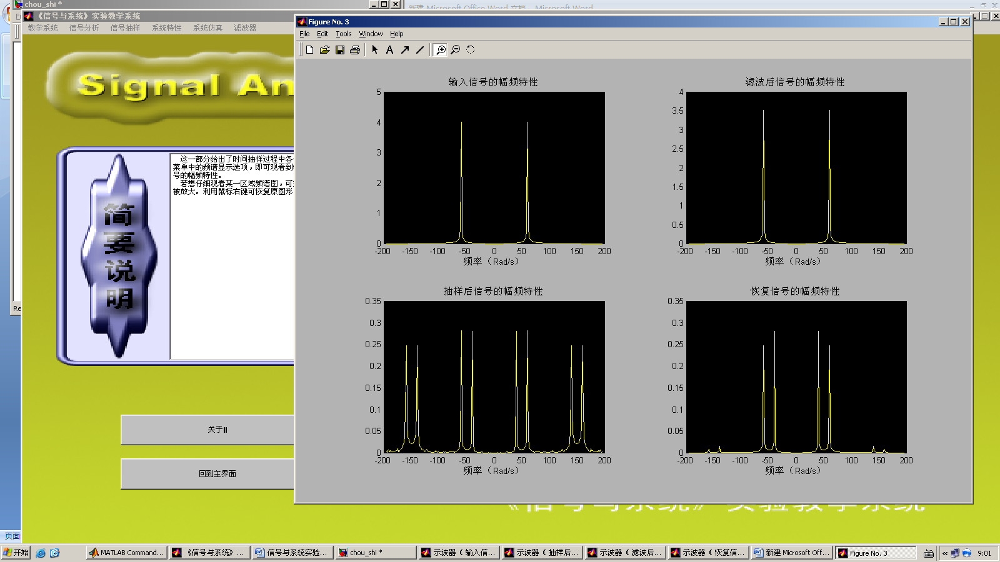 chou_shi *
新建 Microsoft Office Word 文档 - Microsoft Word
《信号与系统》实验教学系统
教学系统 信号分析 信号抽样 系统特性 系统仿真 滤波器
Signal An
这一部分给出了时间抽样过程中各
菜单中的频谱显示选项，即可观看到
号的幅频特性。
若想仔细观看某一区域频谱图，可
被放大。利用鼠标右键可恢复原图形
简
要
说
明
Re
关于II
回到主界面
页面
Figure No. 3
File Edit Tools Window Help
输入信号的幅频特性
5
4
3
2
1
0
-200 -150 -100 -50 0 50 100 150 200
频率（Rad/s）
滤波后信号的幅频特性
4
3.5
3
2.5
2
1.5
1
0.5
0
-200 -150 -100 -50 0 50 100 150 200
频率（Rad/s）
抽样后信号的幅频特性
0.35
0.3
0.25
0.2
0.15
0.1
0.05
0
-200 -150 -100 -50 0 50 100 150 200
频率（Rad/s）
恢复信号的幅频特性
0.35
0.3
0.25
0.2
0.15
0.1
0.05
0
-200 -150 -100 -50 0 50 100 150 200
频率（Rad/s）
《信号与系统》实验教学系统
开始 MATLAB Command... 《信号与系统》... 信号与系统实验... chou_shi * 示波器（输入信... 示波器（抽样后... 示波器（滤波后... 示波器（恢复信... 新建 Microsoft Off... Figure No. 3 « 9:01